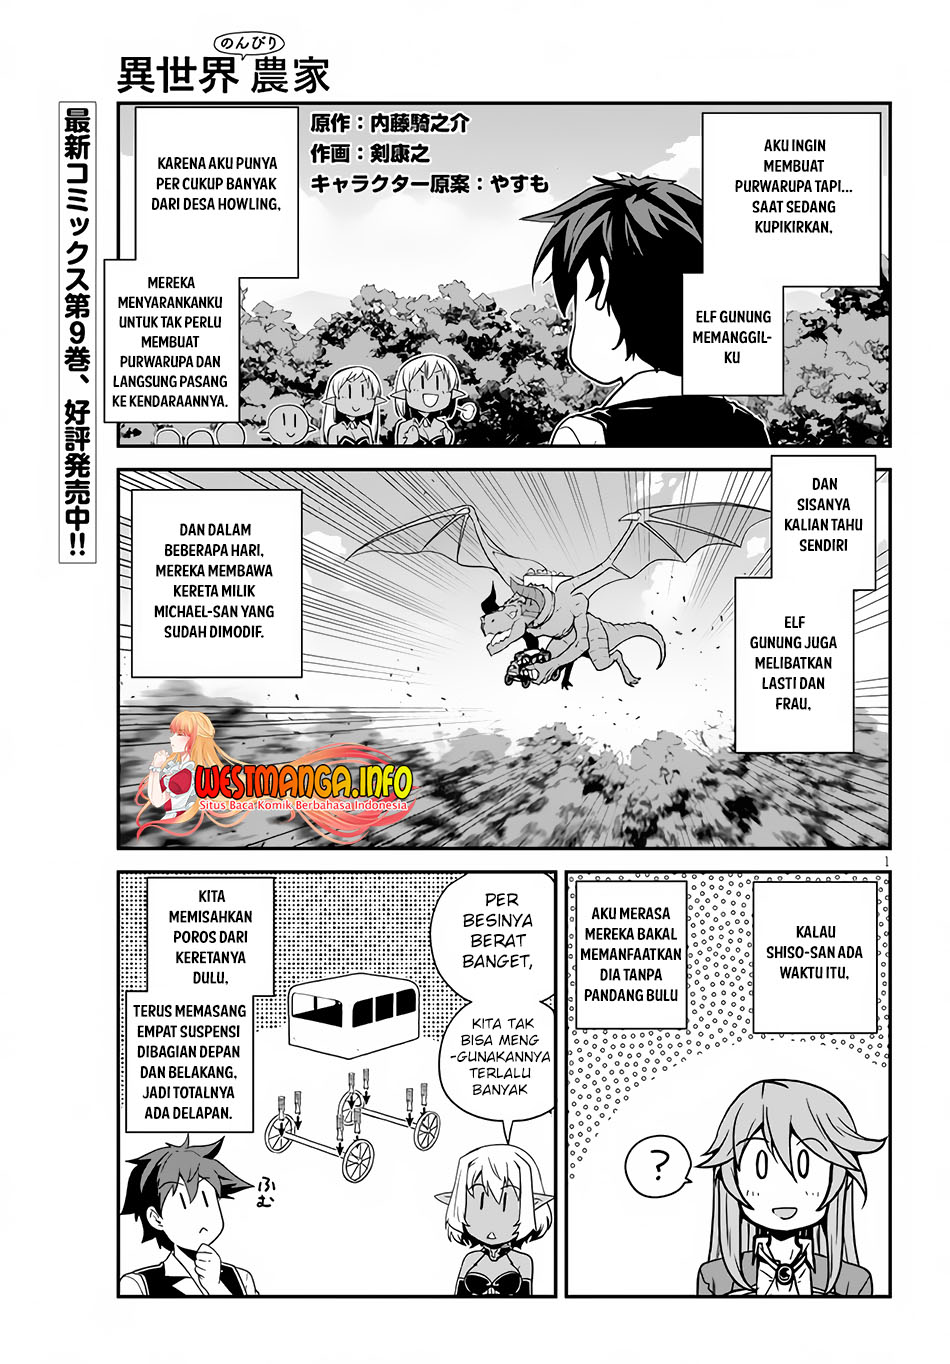 のんびり
異世界農家
最新コミックス第9巻、好評発売中!!
原作：内藤騎之介
作画：剣康之
キャラクター原案：やすも
AKU INGIN
MEMBUAT
PURWARUPA TAPI...
SAAT SEDANG
KUPIKIRKAN,
ELF GUNUNG
MEMANGGIL-
KU
KARENA AKU PUNYA
PER CUKUP BANYAK
DARI DESA HOWLING,
MEREKA
MENYARANKANKU
UNTUK TAK PERLU
MEMBUAT
PURWARUPA DAN
LANGSUNG PASANG
KE KENDARAANNYA.
DAN
SISANYA
KALIAN TAHU
SENDIRI
ELF
GUNUNG JUGA
MELIBATKAN
LASTI DAN
FRAU,
DAN DALAM
BEBERAPA HARI,
MEREKA MEMBAWA
KERETA MILIK
MICHAEL-SAN YANG
SUDAH DIMODIF.
WESTMANGA.INFO
Situs Baca Komik Berbahasa Indonesia
1
KALAU
SHISO-SAN ADA
WAKTU ITU,
AKU MERASA
MEREKA BAKAL
MEMANFAATKAN
DIA TANPA
PANDANG BULU
?
PER
BESINYA
BERAT
BANGET,
KITA TAK
BISA MENG
-GUNAKANNYA
TERLALU
BANYAK
KITA
MEMISAHKAN
POROS DARI
KERETANYA
DULU,
TERUS MEMASANG
EMPAT SUSPENSI
DIBAGIAN DEPAN
DAN BELAKANG,
JADI TOTALNYA
ADA DELAPAN.
ふむ